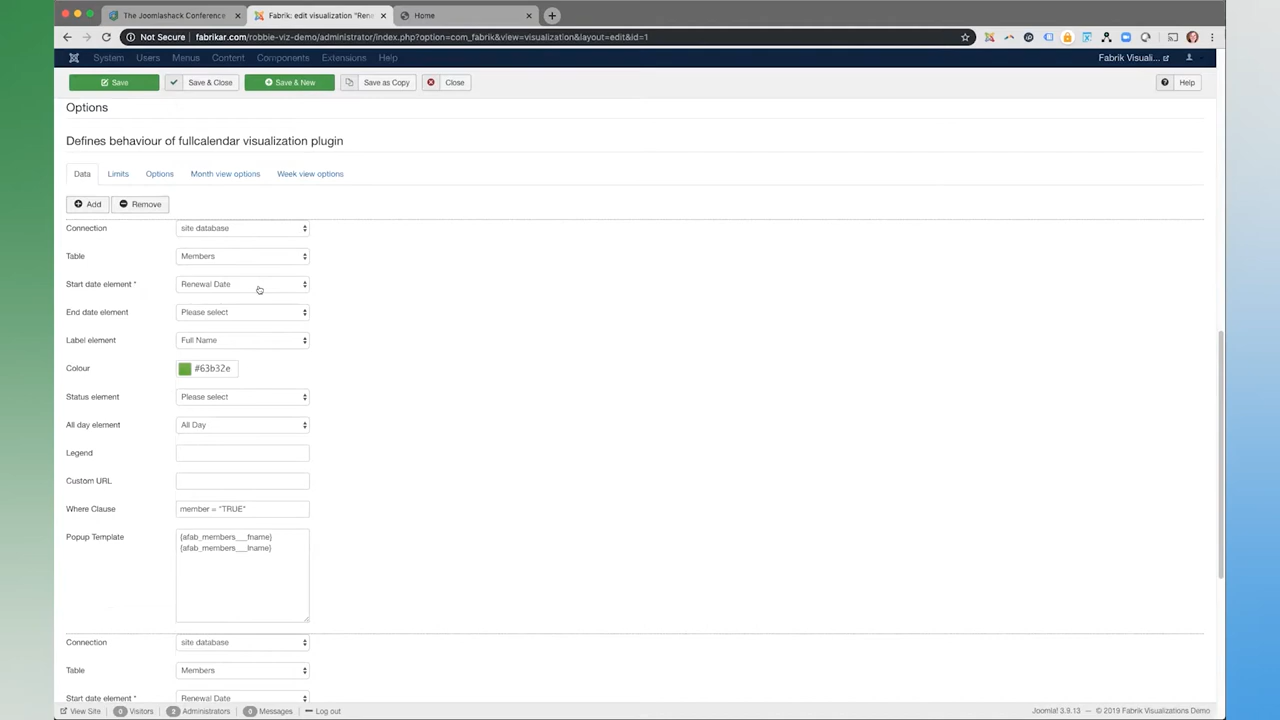 The Joomlashack Conference
Fabrik: edit visualization "Rene
Home
Not Secure
fabrikar.com/robbie-viz-demo/administrator/index.php?option=com_fabrik&view=visualization&layout=edit&id=1
System Users Menus Content Components Extensions Help
Fabrik Visuali...
Save
Save & Close
Save & New
Save as Copy
Close
Help
Options
Defines behaviour of fullcalendar visualization plugin
Data Limits Options Month view options Week view options
Add Remove
Connection site database
Table Members
Start date element * Renewal Date
End date element Please select
Label element Full Name
Colour #63b32e
Status element Please select
All day element All Day
Legend
Custom URL
Where Clause member = "TRUE"
Popup Template {afab_members___fname}
{afab_members___lname}
Connection site database
Table Members
Start date element * Renewal Date
View Site 0 Visitors 2 Administrators 0 Messages Log out
Joomla! 3.9.13 — © 2019 Fabrik Visualizations Demo